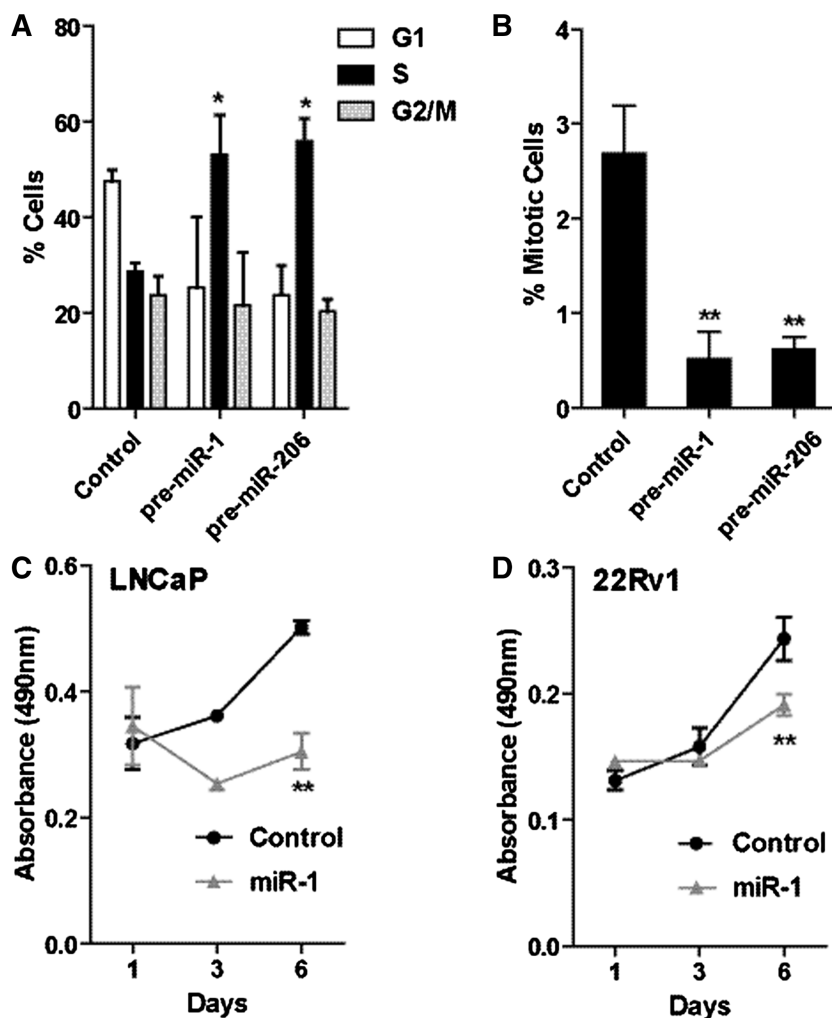 A
% Cells
80
60
40
20
0
* *
G1
S
G2/M
Control
pre-miR-1
pre-miR-206
B
% Mitotic Cells
4
3
2
1
0
** **
Control
pre-miR-1
pre-miR-206
C
LNCaP
Absorbance (490nm)
0.6
0.4
0.2
0.0
**
Control
miR-1
1 3 6
Days
D
22Rv1
Absorbance (490nm)
0.3
0.2
0.1
0.0
**
Control
miR-1
1 3 6
Days